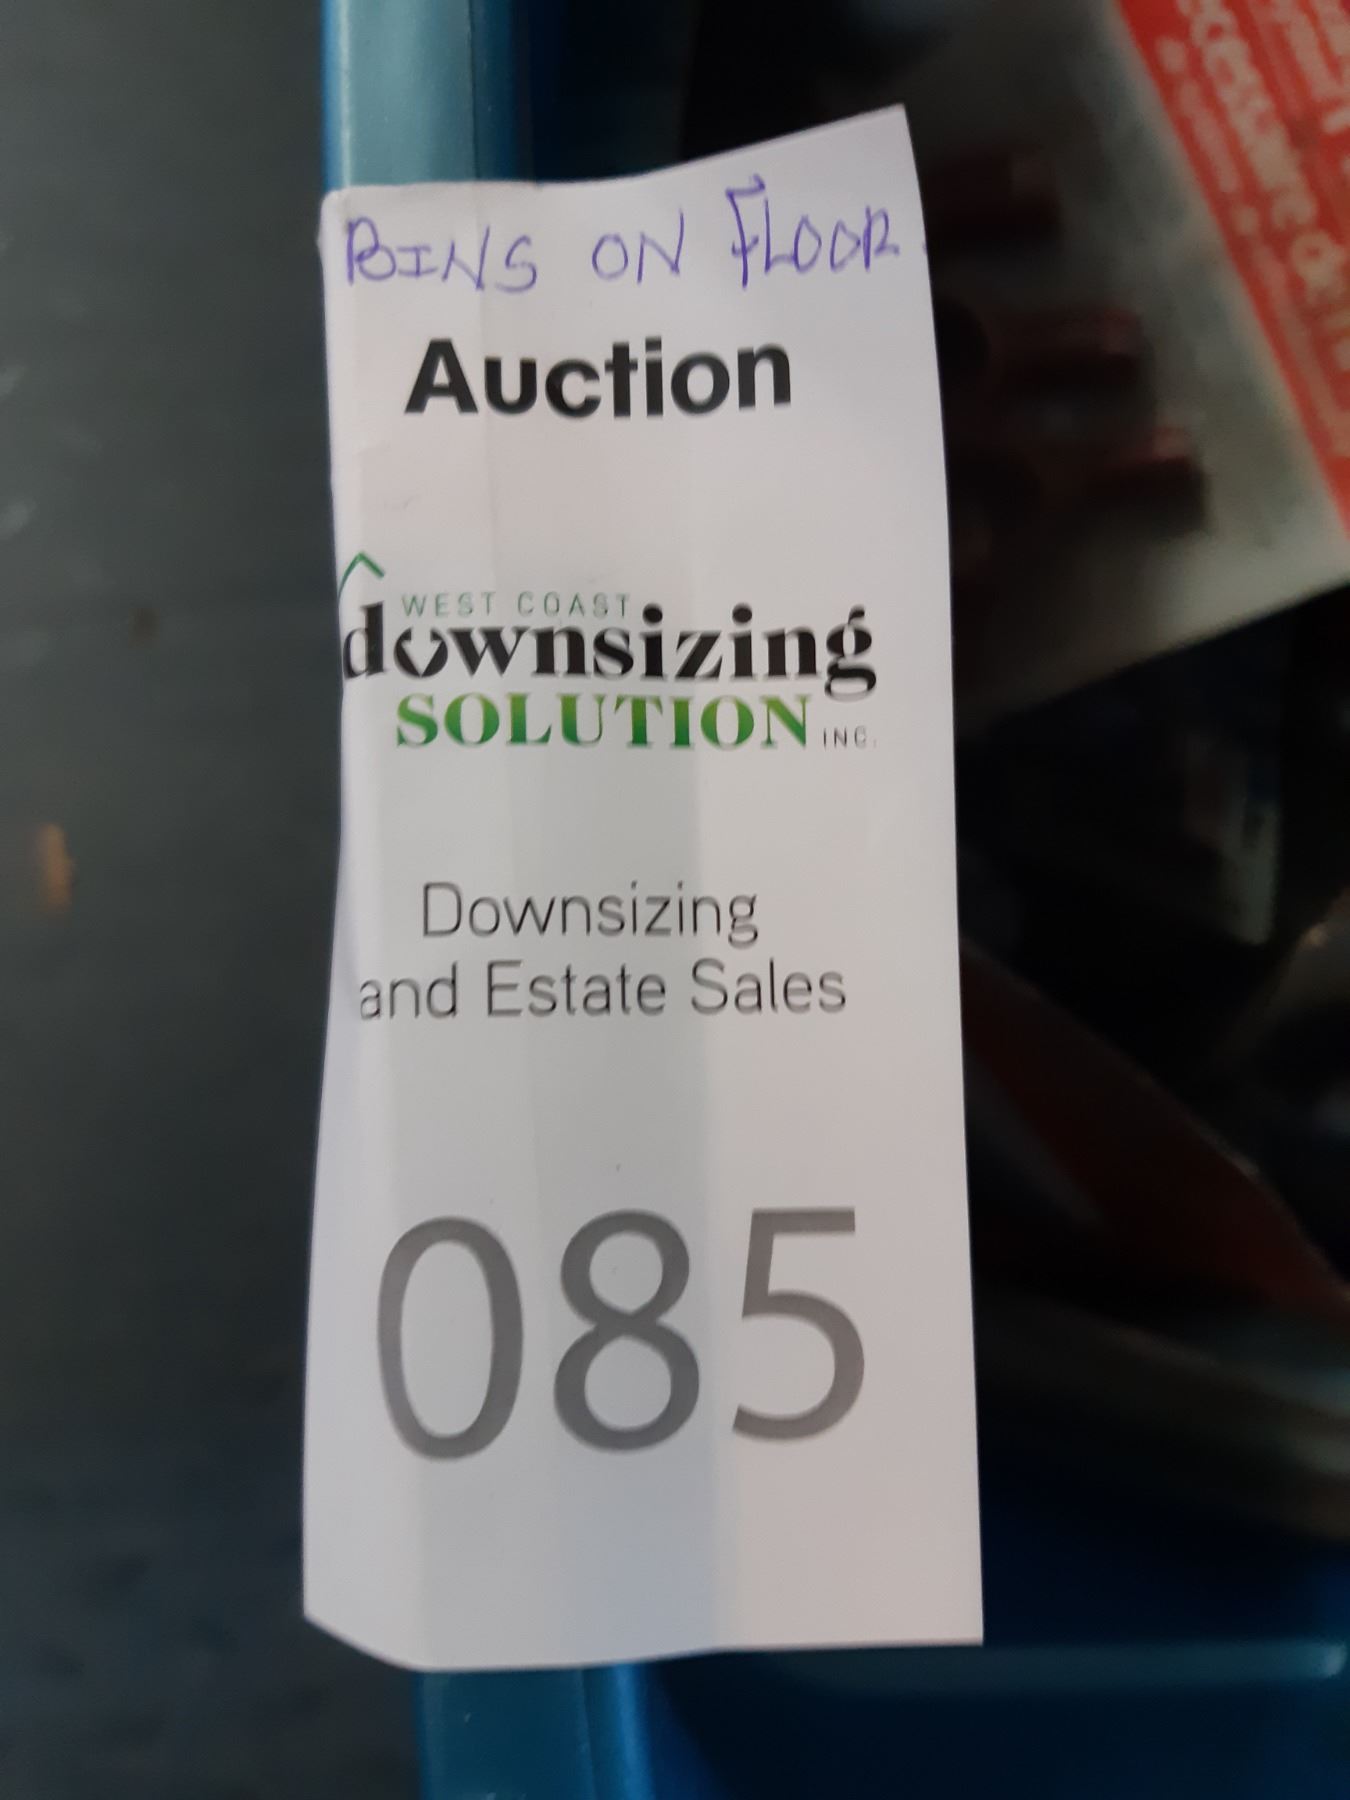 BINS ON FLOOR
Auction
WEST COAST
downsizing
SOLUTION INC.
Downsizing
and Estate Sales
085